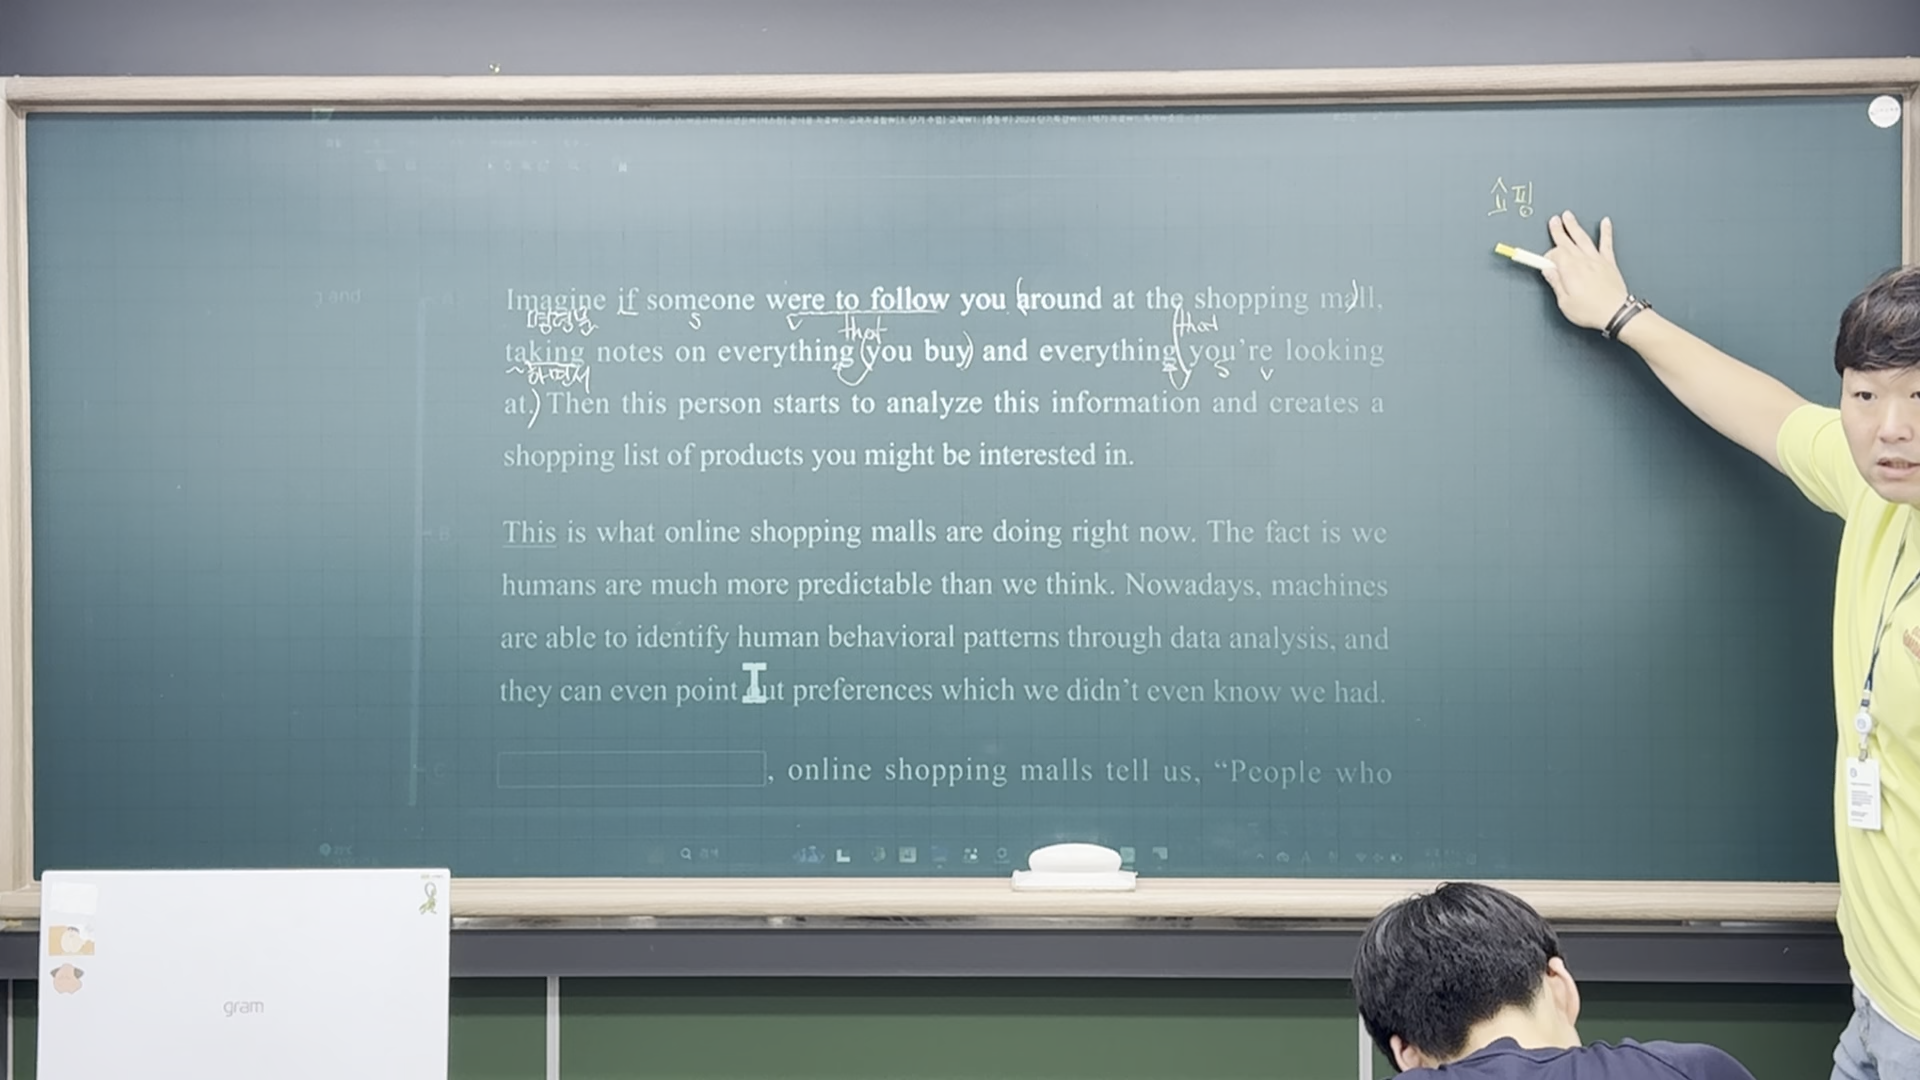 쇼핑
g and
Imagine if someone were to follow you (around at the shopping mall),
명령문 s v that that
taking notes on everything (you buy) and everything (you're looking
~하면서 s v
at.) Then this person starts to analyze this information and creates a
shopping list of products you might be interested in.
B
This is what online shopping malls are doing right now. The fact is we
humans are much more predictable than we think. Nowadays, machines
are able to identify human behavioral patterns through data analysis, and
they can even point out preferences which we didn't even know we had.
C
, online shopping malls tell us, “People who
gram